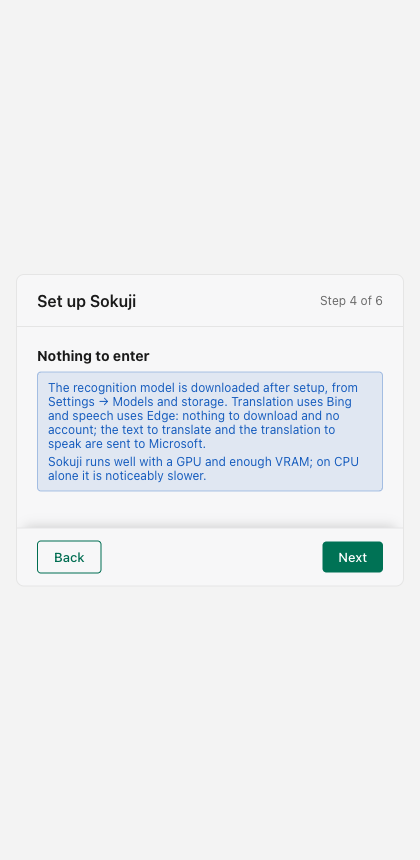 Set up Sokuji
Step 4 of 6
Nothing to enter
The recognition model is downloaded after setup, from
Settings → Models and storage. Translation uses Bing
and speech uses Edge: nothing to download and no
account; the text to translate and the translation to
speak are sent to Microsoft.
Sokuji runs well with a GPU and enough VRAM; on CPU
alone it is noticeably slower.
Back
Next